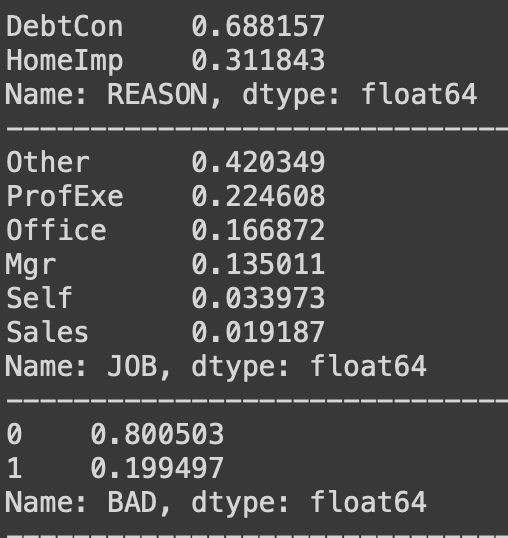 DebtCon    0.688157
HomeImp    0.311843
Name: REASON, dtype: float64
------------------------------
Other      0.420349
ProfExe    0.224608
Office     0.166872
Mgr        0.135011
Self       0.033973
Sales      0.019187
Name: JOB, dtype: float64
------------------------------
0    0.800503
1    0.199497
Name: BAD, dtype: float64
------------------------------